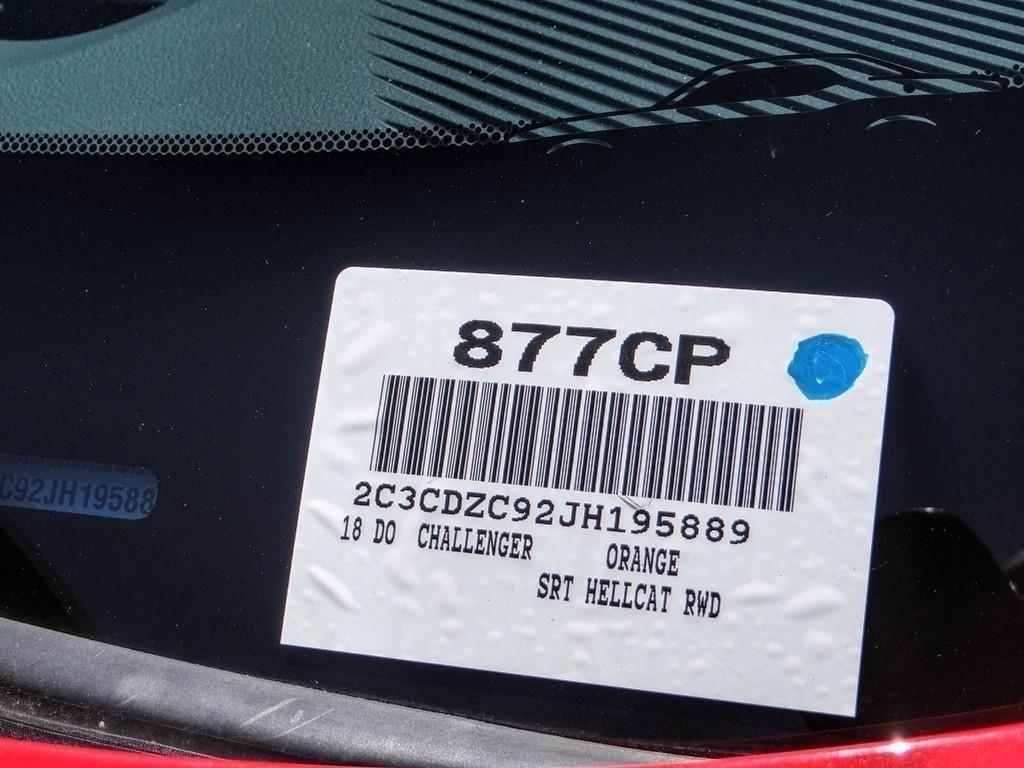 877CP
2C3CDZC92JH195889
18 DO CHALLENGER ORANGE
SRT HELLCAT RWD
C92JH19588